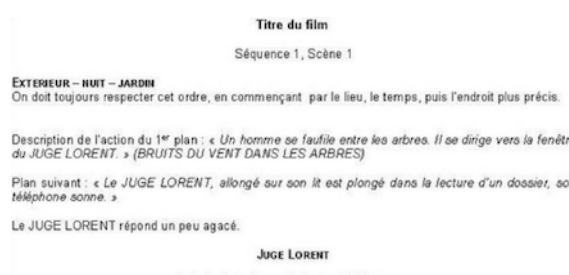 Titre du film
Séquence 1, Scène 1
EXTERIEUR – NUIT – JARDIN
On doit toujours respecter cet ordre, en commençant par le lieu, le temps, puis l'endroit plus précis.
Description de l'action du 1er plan : « Un homme se faufile entre les arbres. Il se dirige vers la fenêtr
du JUGE LORENT. » (BRUITS DU VENT DANS LES ARBRES)
Plan suivant : « Le JUGE LORENT, allongé sur son lit est plongé dans la lecture d'un dossier, so
téléphone sonne. »
Le JUGE LORENT répond un peu agacé.
JUGE LORENT